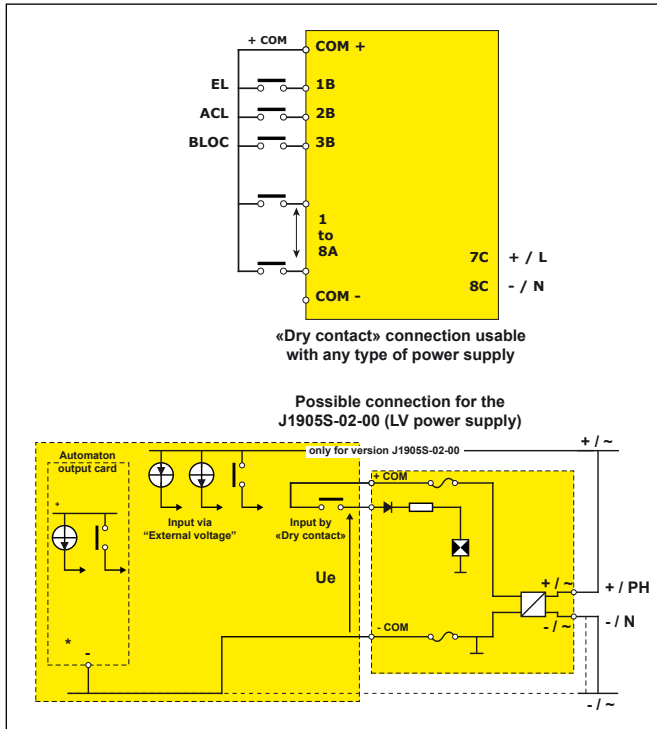 + COM
COM +
EL
1B
ACL
2B
BLOC
3B
1
to
8A
7C + / L
8C - / N
COM -
«Dry contact» connection usable
with any type of power supply
Possible connection for the
J1905S-02-00 (LV power supply)
+ / ~
only for version J1905S-02-00
Automaton
output card
+
+ COM
Input via
“External voltage”
Input by
«Dry contact»
Ue
+ / ~
+ / PH
- / ~
- / N
- COM
*
-
- / ~